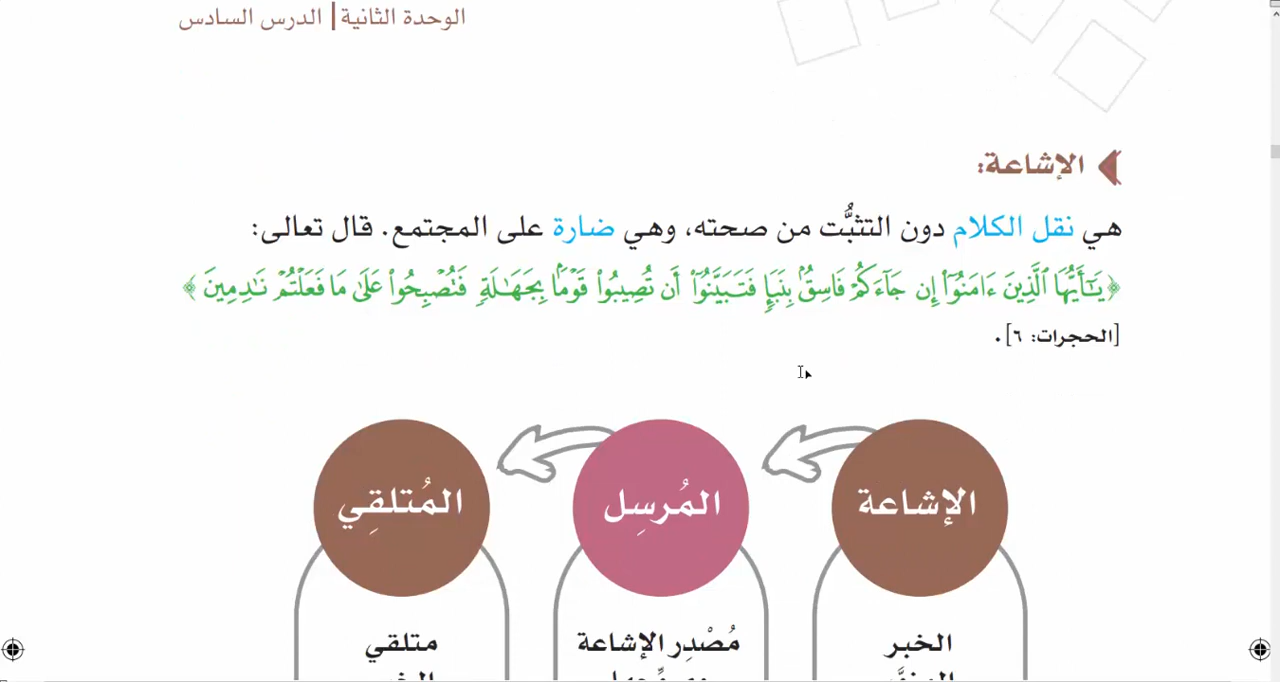 الوحدة الثانية | الدرس السادس
الإشاعة:
هي نقل الكلام دون التثبُّت من صحته، وهي ضارة على المجتمع. قال تعالى:
﴿يَـٰٓأَيُّهَا ٱلَّذِينَ ءَامَنُوٓا۟ إِن جَآءَكُمْ فَاسِقٌۢ بِنَبَإٍۢ فَتَبَيَّنُوٓا۟ أَن تُصِيبُوا۟ قَوْمًۢا بِجَهَـٰلَةٍۢ فَتُصْبِحُوا۟ عَلَىٰ مَا فَعَلْتُمْ نَـٰدِمِينَ﴾
[الحجرات: ٦].
الإشاعة
المُرسِل
المُتلقِي
الخبر
مُصْدِر الإشاعة
متلقي